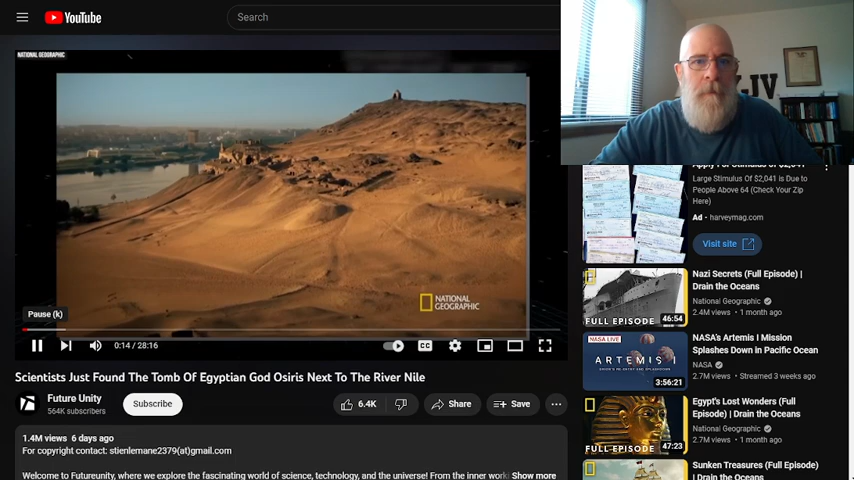 YouTube
Search
NATIONAL GEOGRAPHIC
NATIONAL
GEOGRAPHIC
Pause (k)
0:14 / 28:16
CC
Scientists Just Found The Tomb Of Egyptian God Osiris Next To The River Nile
Future Unity
564K subscribers
Subscribe
6.4K
Share
Save
1.4M views 6 days ago
For copyright contact: stienlemane2379(at)gmail.com
Welcome to Futureunity, where we explore the fascinating world of science, technology, and the universe! From the inner
Show more
LIV
Apply For Stimulus Of $2,041
Large Stimulus Of $2,041 is Due to
People Above 64 (Check Your Zip
Here)
Ad · harveymag.com
Visit site
FULL EPISODE
46:54
Nazi Secrets (Full Episode) |
Drain the Oceans
National Geographic
2.4M views · 1 month ago
NASA LIVE
ARTEMIS I
3:56:21
NASA's Artemis I Mission
Splashes Down in Pacific Ocean
NASA
2.7M views · Streamed 3 weeks ago
FULL EPISODE
47:23
Egypt's Lost Wonders (Full
Episode) | Drain the Oceans
National Geographic
2.7M views · 1 month ago
Sunken Treasures (Full Episode) |
Drain the Oceans